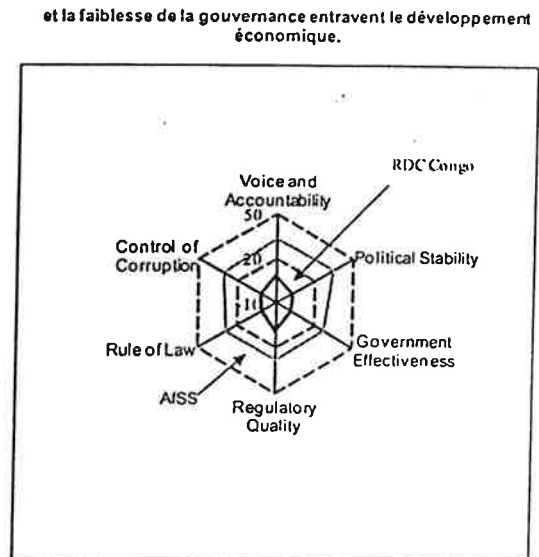 et la faiblesse de la gouvernance entravent le développement
économique.
RDC Congo
Voice and
Accountability
50
Control of
Corruption
20
Political Stability
-10
Rule of Law
Government
Effectiveness
AfSS
Regulatory
Quality